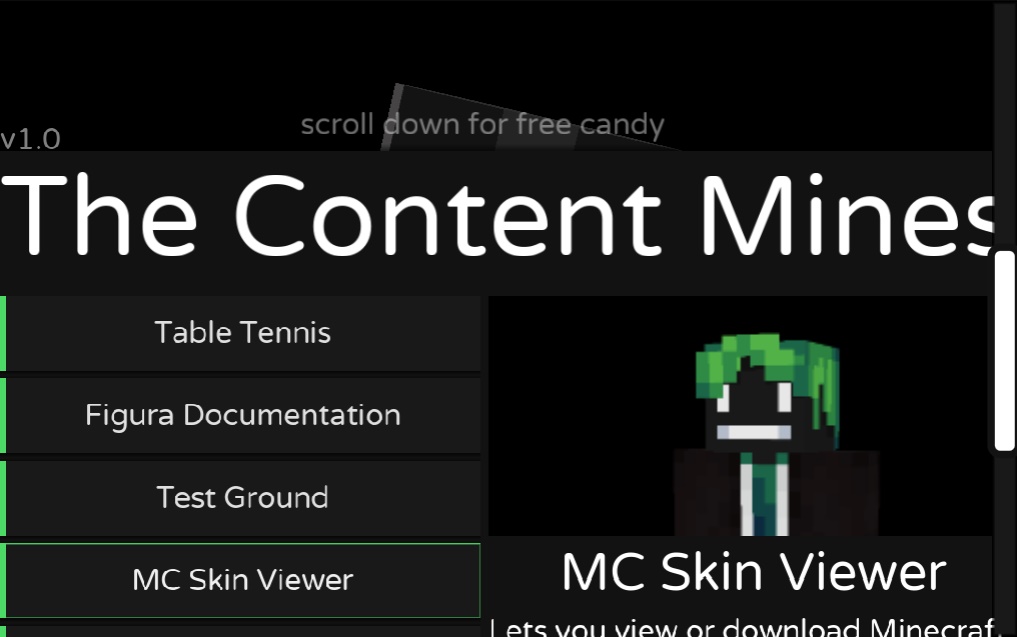 scroll down for free candy
v1.0
The Content Mines
Table Tennis
Figura Documentation
Test Ground
MC Skin Viewer
MC Skin Viewer
Lets you view or download Minecraf